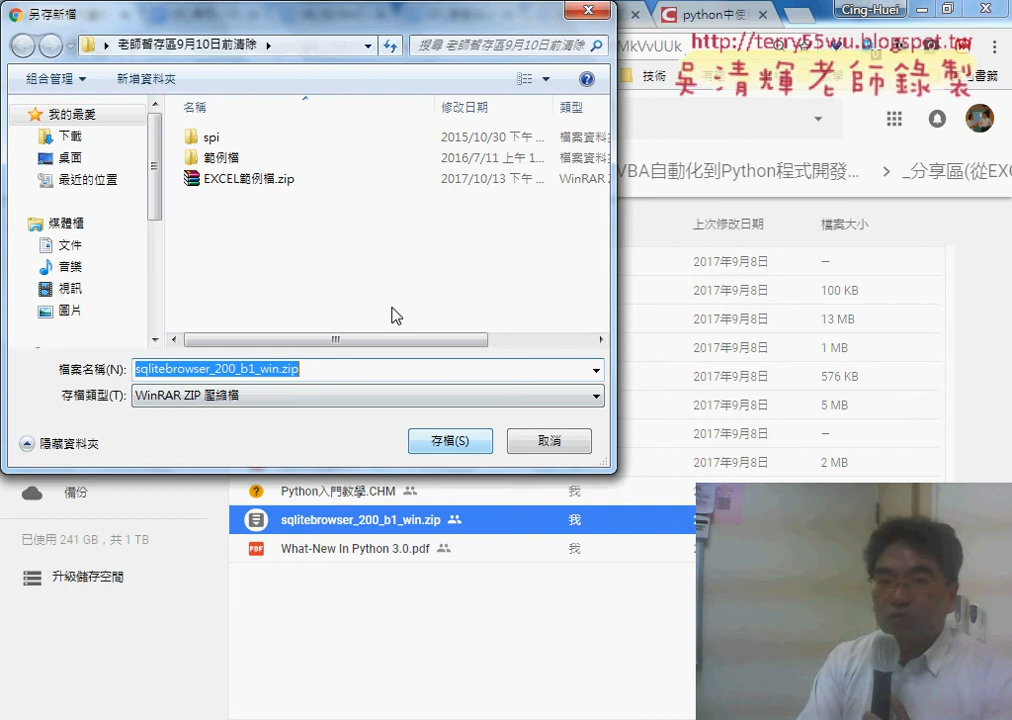 另存新檔
python中使
Cing-Huei
老師暫存區9月10日前清除
搜尋 老師暫存區9月10日前清除
MkVvUUk
http://terry55wu.blogspot.tw
吳清輝老師錄製
組合管理
新增資料夾
技術
我的最愛
下載
桌面
最近的位置
媒體櫃
文件
音樂
視訊
圖片
名稱
修改日期
類型
spi
2015/10/30 下午 ...
檔案資料夾
範例檔
2016/7/11 上午 1...
檔案資料夾
EXCEL範例檔.zip
2017/10/13 下午 ...
WinRAR Z
VBA自動化到Python程式開發...
_分享區(從EXC
上次修改日期
檔案大小
2017年9月8日
–
2017年9月8日
100 KB
2017年9月8日
13 MB
2017年9月8日
1 MB
2017年9月8日
576 KB
2017年9月8日
5 MB
2017年9月8日
–
2017年9月8日
2 MB
檔案名稱(N):
sqlitebrowser_200_b1_win.zip
存檔類型(T):
WinRAR ZIP 壓縮檔
隱藏資料夾
存檔(S)
取消
備份
已使用 241 GB，共 1 TB
升級儲存空間
Python入門教學.CHM
我
sqlitebrowser_200_b1_win.zip
我
What-New In Python 3.0.pdf
我